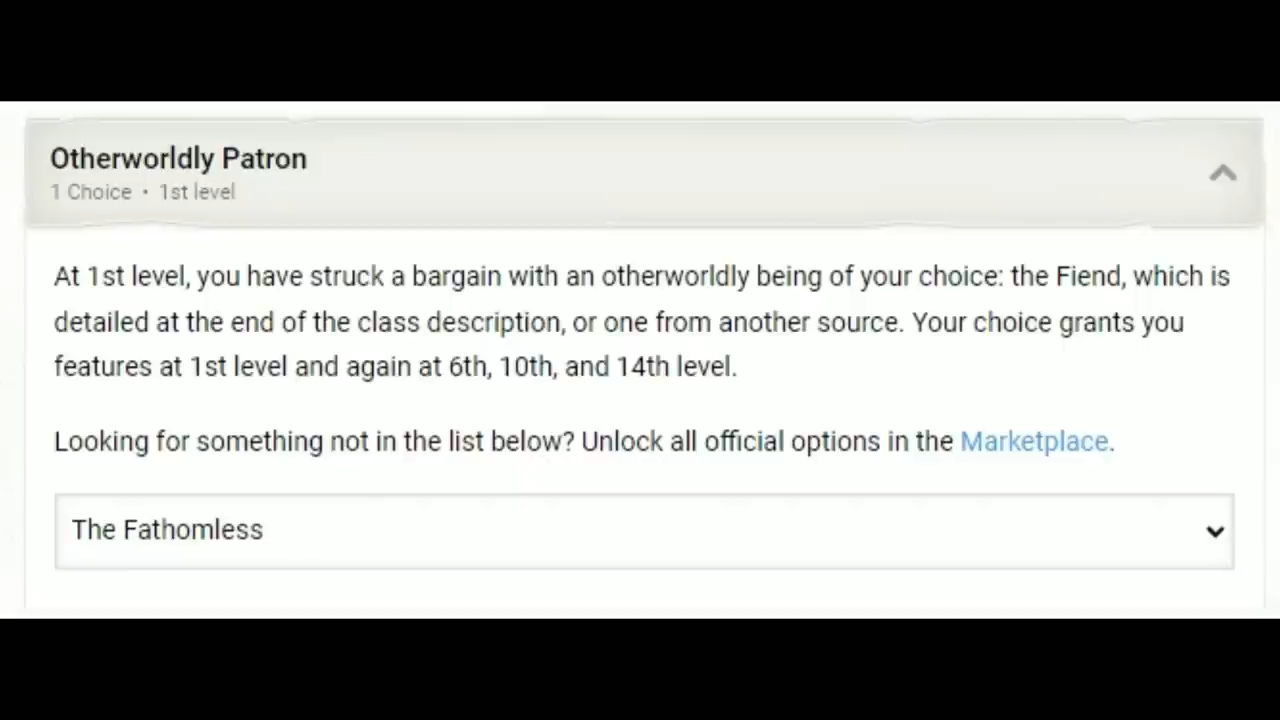 Otherworldly Patron
1 Choice • 1st level
At 1st level, you have struck a bargain with an otherworldly being of your choice: the Fiend, which is
detailed at the end of the class description, or one from another source. Your choice grants you
features at 1st level and again at 6th, 10th, and 14th level.
Looking for something not in the list below? Unlock all official options in the Marketplace.
The Fathomless